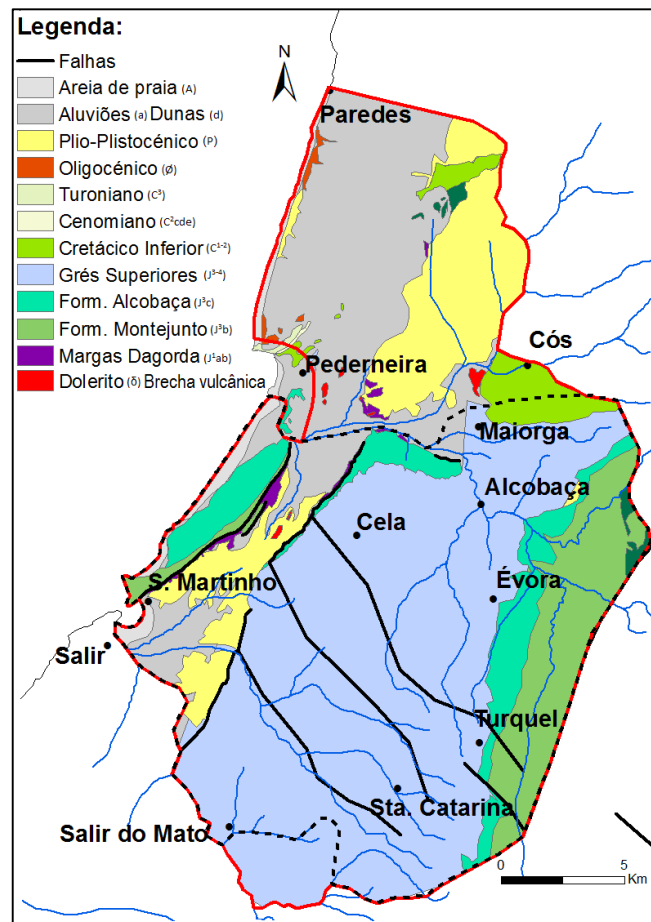 Legenda:
Falhas
Areia de praia (A)
Aluviões (a) Dunas (d)
Plio-Plistocénico (P)
Oligocénico (Ø)
Turoniano (C³)
Cenomiano (C²cde)
Cretácico Inferior (C¹⁻²)
Grés Superiores (J³⁻⁴)
Form. Alcobaça (J³c)
Form. Montejunto (J³b)
Margas Dagorda (J¹ab)
Dolerito (δ) Brecha vulcânica
N
Paredes
Cós
Pederneira
Maiorga
Alcobaça
Cela
Évora
S. Martinho
Salir
Turquel
Sta. Catarina
Salir do Mato
0 5
Km